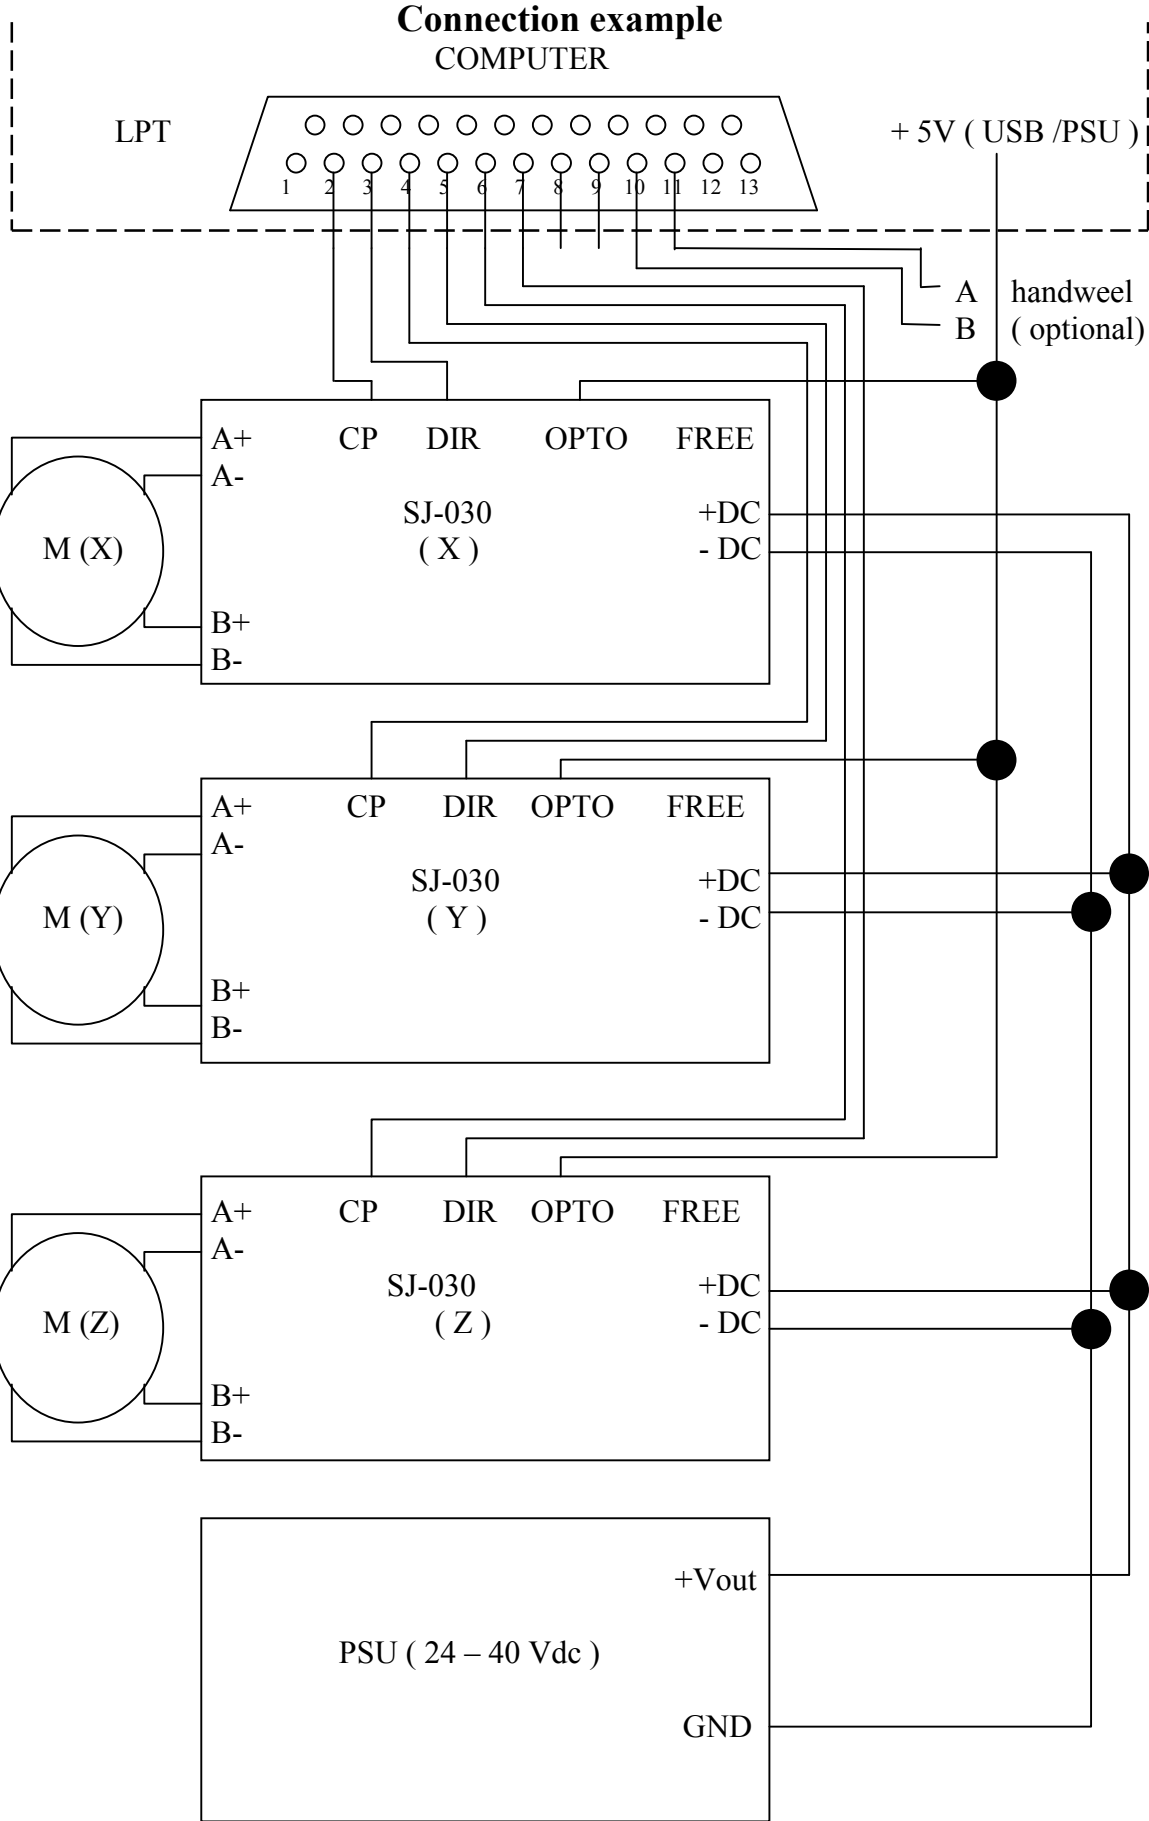 Connection example
COMPUTER
LPT
+ 5V ( USB /PSU )
1 2 3 4 5 6 7 8 9 10 11 12 13
A handweel
B ( optional)
A+ CP DIR OPTO FREE
A-
SJ-030 +DC
M (X) ( X ) - DC
B+
B-
A+ CP DIR OPTO FREE
A-
SJ-030 +DC
M (Y) ( Y ) - DC
B+
B-
A+ CP DIR OPTO FREE
A-
SJ-030 +DC
M (Z) ( Z ) - DC
B+
B-
+Vout
PSU ( 24 – 40 Vdc )
GND